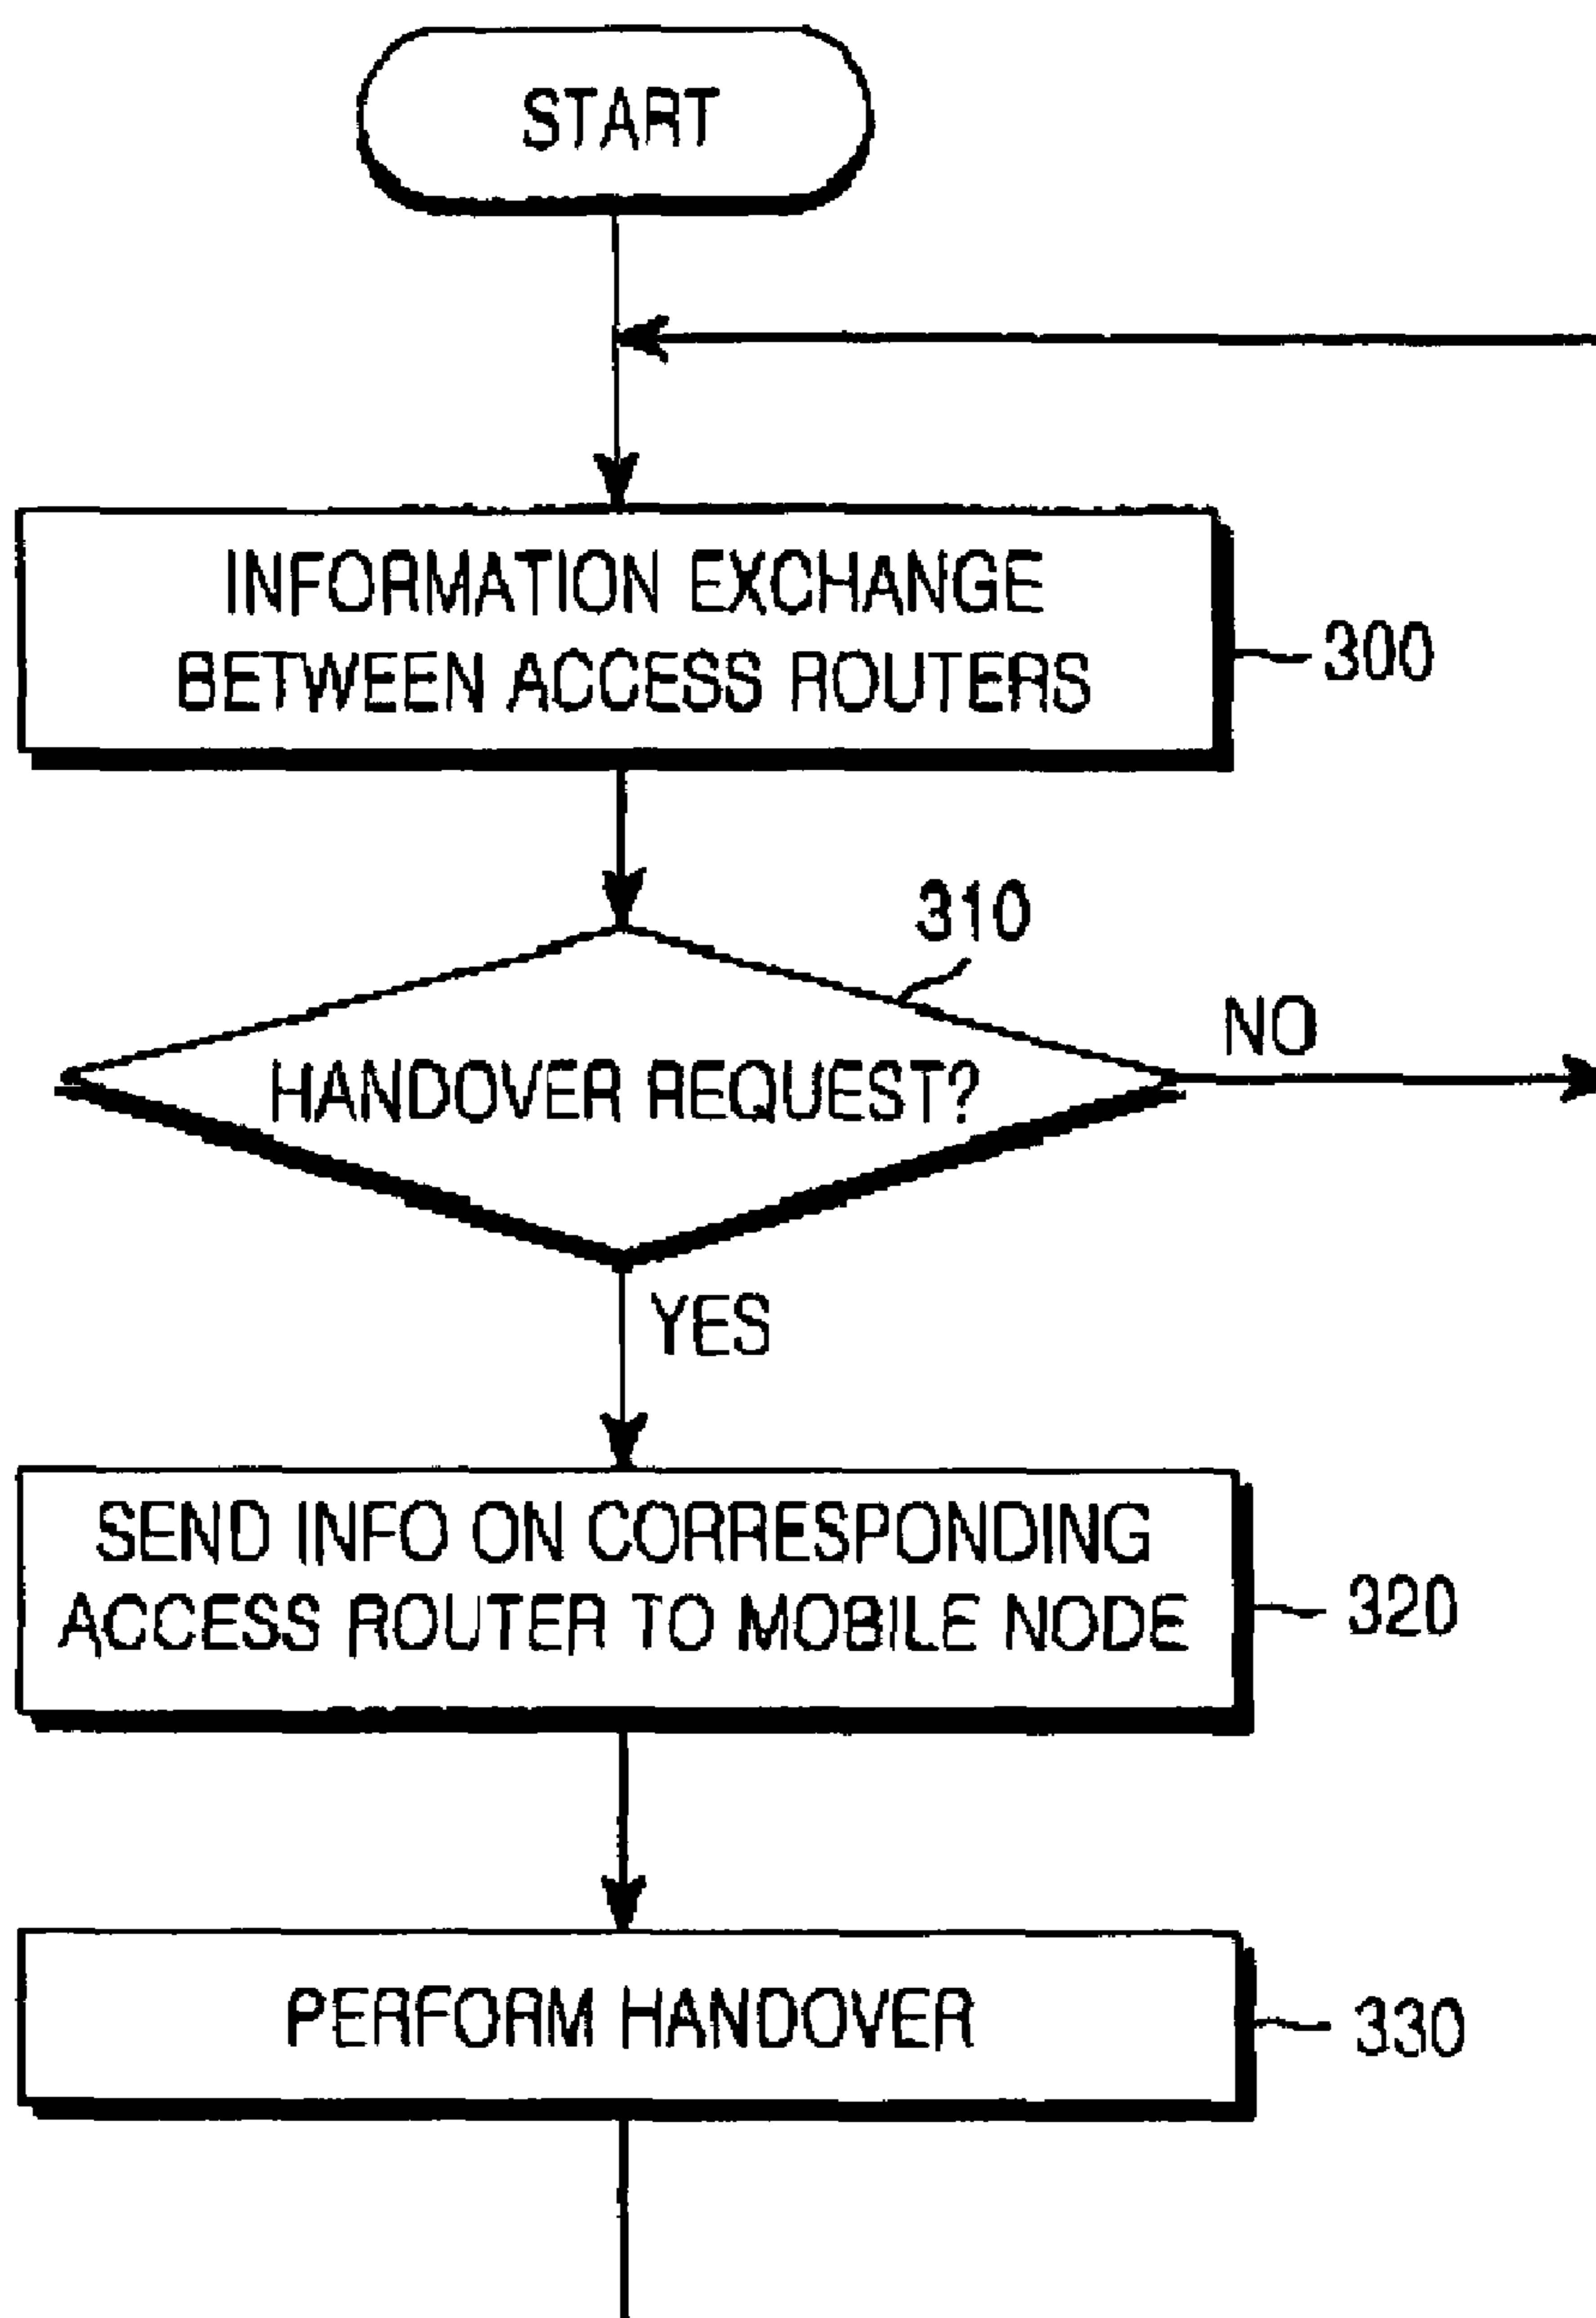 START
INFORMATION EXCHANGE
BETWEEN ACCESS ROUTERS
300
310
HANDOVER REQUEST?
NO
YES
SEND INFO ON CORRESPONDING
ACCESS ROUTER TO MOBILE NODE
320
PERFORM HANDOVER
330